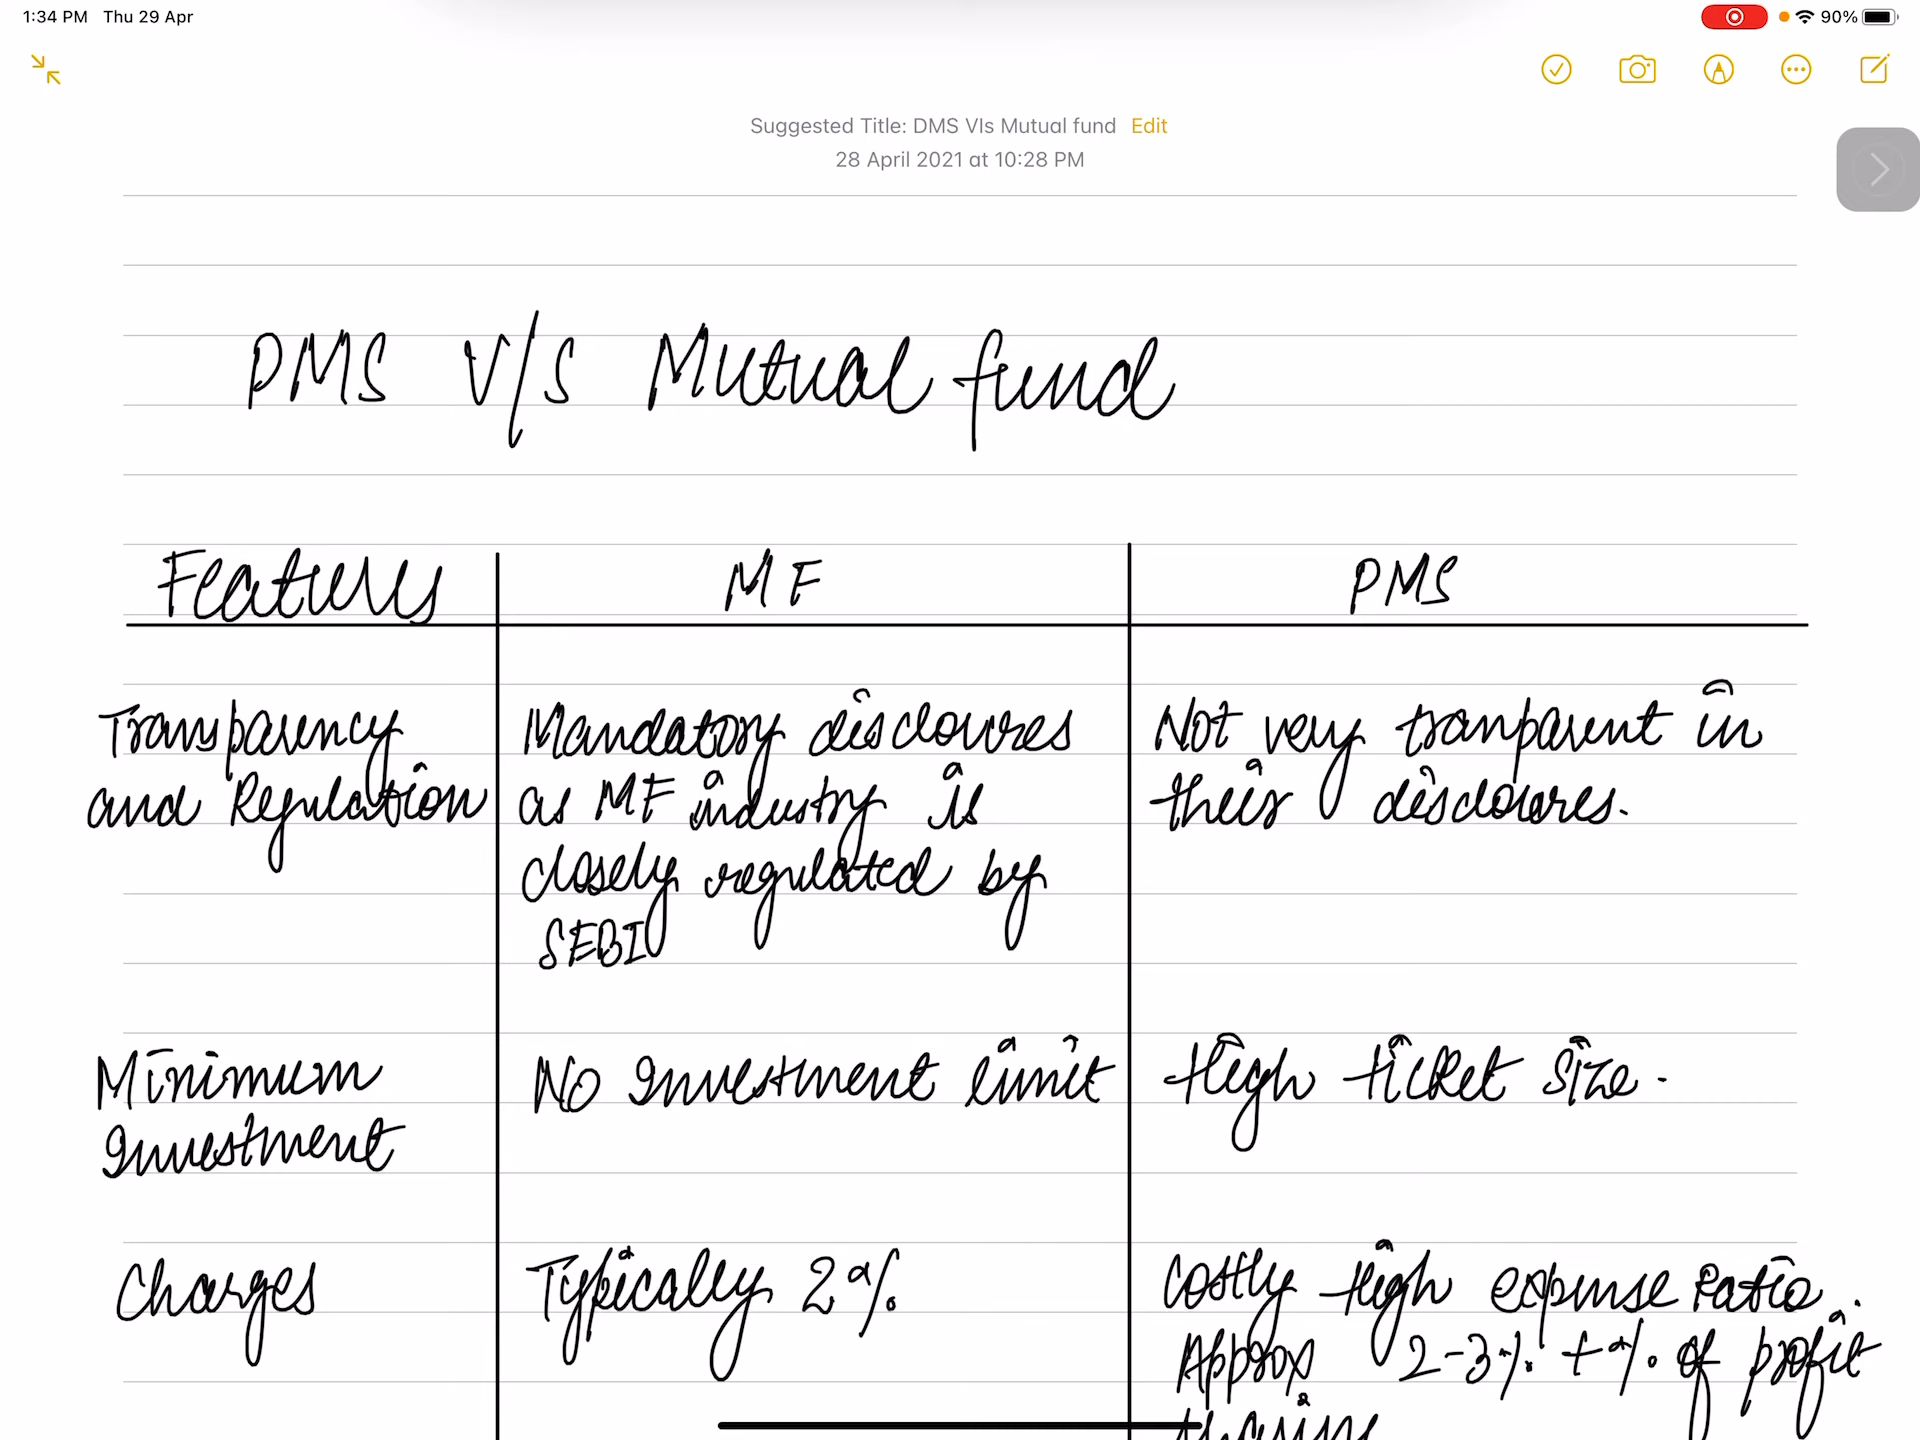 1:34 PM Thu 29 Apr
90%
Suggested Title: DMS VIs Mutual fund Edit
28 April 2021 at 10:28 PM
PMS V/S Mutual fund
Features MF PMS
Transparency
and Regulation
Mandatory disclosures
as MF industry is
closely regulated by
SEBI
Not very tranparent in
their disclosures.
Minimum
Investment
No Investment limit
High ticket size.
Charges
Typically 2%
Costly High expense ratio.
Approx 2-3% + % of profit